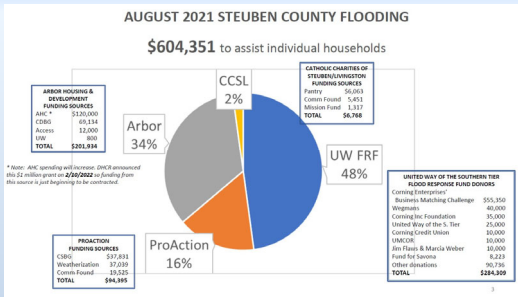 AUGUST 2021 STEUBEN COUNTY FLOODING
$604,351 to assist individual households
CATHOLIC CHARITIES OF
STEUBEN/LIVINGSTON
FUNDING SOURCES
Pantry $6,063
Comm Found 5,451
Mission Fund 1,317
TOTAL $6,768
CCSL
2%
ARBOR HOUSING &
DEVELOPMENT
FUNDING SOURCES
AHC * $120,000
CDBG 69,134
Access 12,000
UW 800
TOTAL $201,934
Arbor
34%
UW FRF
48%
* Note: AHC spending will increase. DHCR announced
this $1 million grant on 2/10/2022 so funding from
this source is just beginning to be contracted.
UNITED WAY OF THE SOUTHERN TIER
FLOOD RESPONSE FUND DONORS
Corning Enterprises'
Business Matching Challenge $55,350
Wegmans 40,000
Corning Inc Foundation 35,000
United Way of the S. Tier 25,000
Corning Credit Union 10,000
UMCOR 10,000
Jim Flaws & Marcia Weber 10,000
Fund for Savona 8,223
Other donations 90,736
TOTAL $284,309
PROACTION
FUNDING SOURCES
CSBG $37,831
Weatherization 37,039
Comm Found 19,525
TOTAL $94,395
ProAction
16%
3